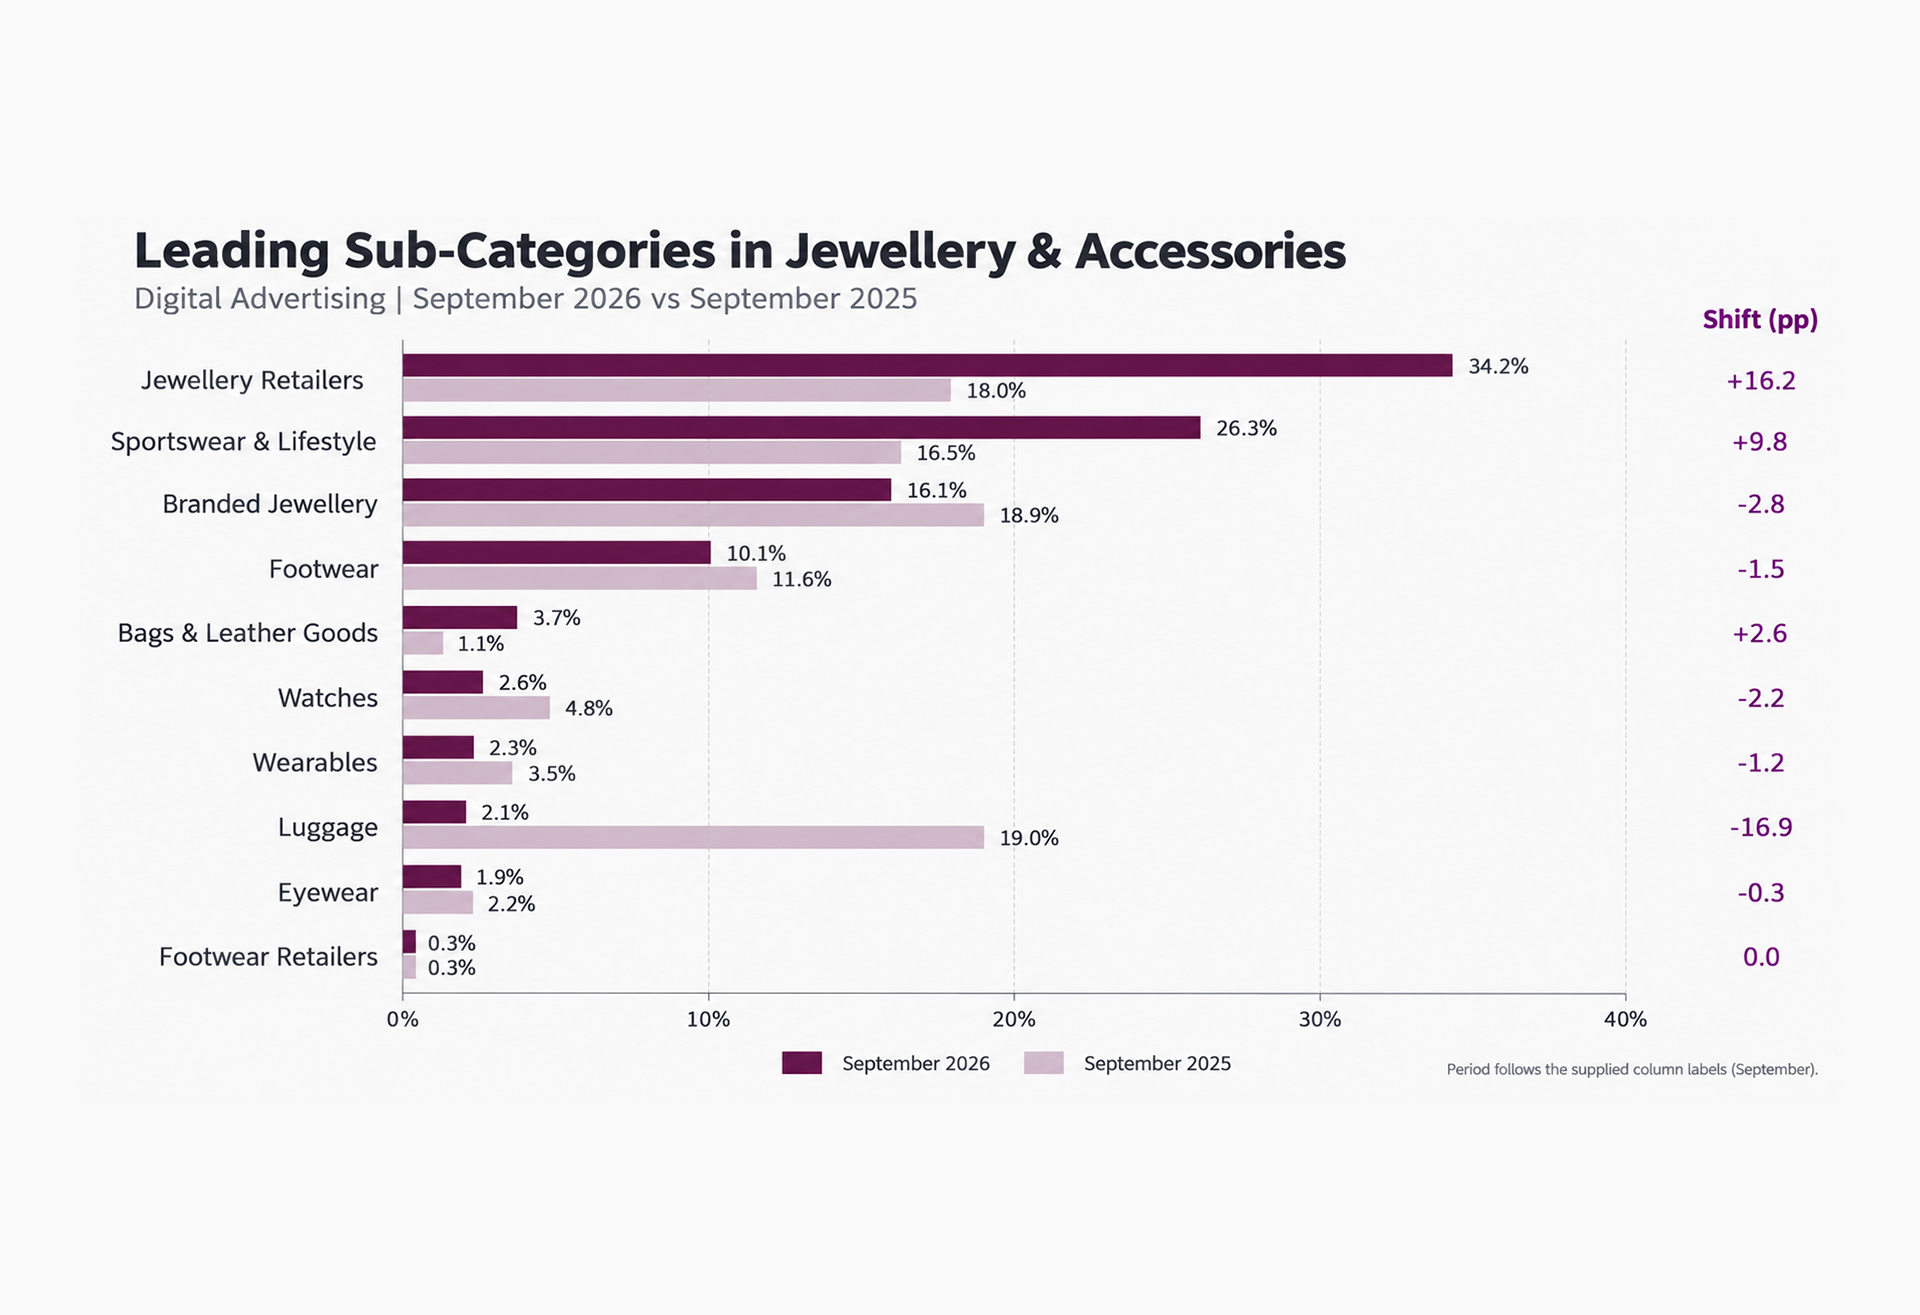 Leading Sub-Categories in Jewellery & Accessories
Digital Advertising | September 2026 vs September 2025
Shift (pp)
Jewellery Retailers 34.2% 18.0% +16.2
Sportswear & Lifestyle 26.3% 16.5% +9.8
Branded Jewellery 16.1% 18.9% -2.8
Footwear 10.1% 11.6% -1.5
Bags & Leather Goods 3.7% 1.1% +2.6
Watches 2.6% 4.8% -2.2
Wearables 2.3% 3.5% -1.2
Luggage 2.1% 19.0% -16.9
Eyewear 1.9% 2.2% -0.3
Footwear Retailers 0.3% 0.3% 0.0
0% 10% 20% 30% 40%
September 2026 September 2025
Period follows the supplied column labels (September).